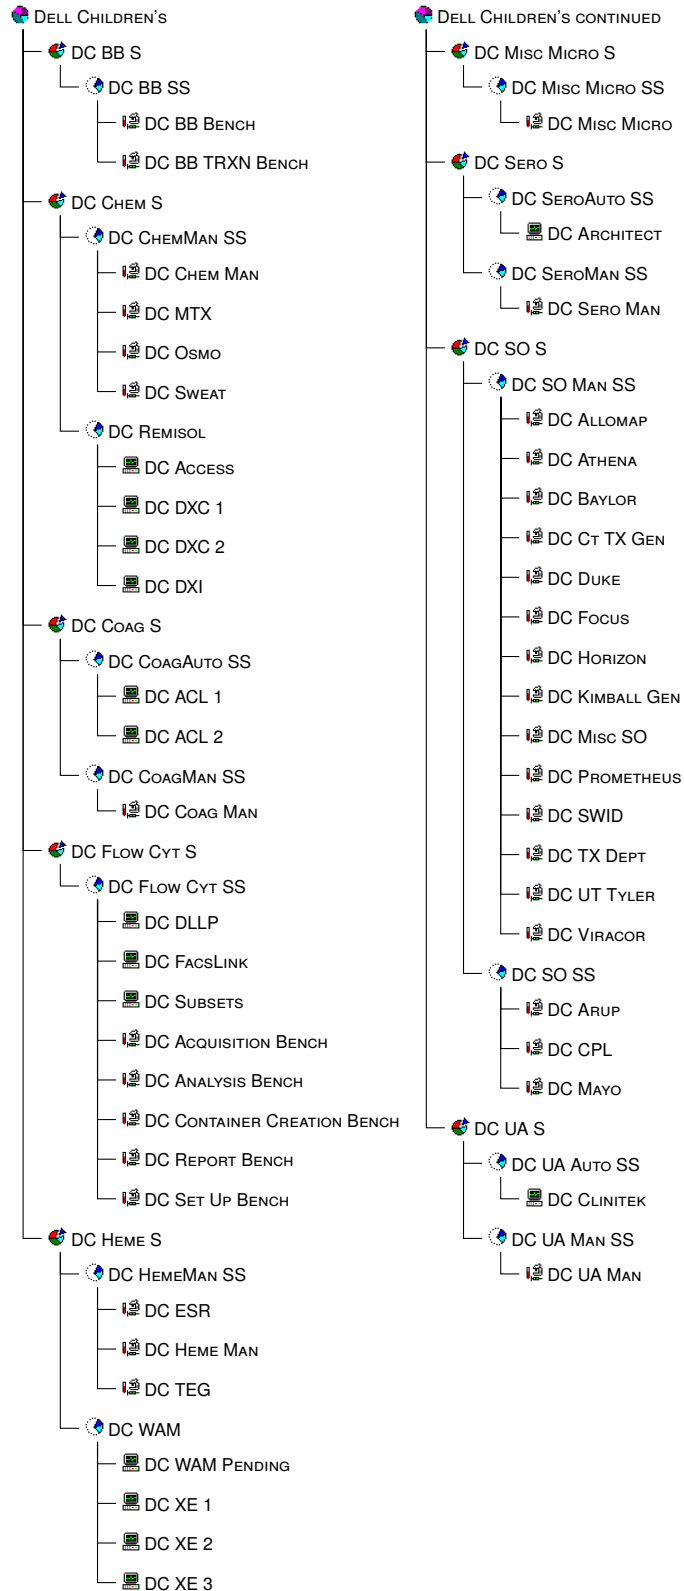 Dell Children's
DC BB S
DC BB SS
DC BB Bench
DC BB TRXN Bench
DC Chem S
DC ChemMan SS
DC Chem Man
DC MTX
DC Osmo
DC Sweat
DC Remisol
DC Access
DC DXC 1
DC DXC 2
DC DXI
DC Coag S
DC CoagAuto SS
DC ACL 1
DC ACL 2
DC CoagMan SS
DC Coag Man
DC Flow Cyt S
DC Flow Cyt SS
DC DLLP
DC FacsLink
DC Subsets
DC Acquisition Bench
DC Analysis Bench
DC Container Creation Bench
DC Report Bench
DC Set Up Bench
DC Heme S
DC HemeMan SS
DC ESR
DC Heme Man
DC TEG
DC WAM
DC WAM Pending
DC XE 1
DC XE 2
DC XE 3
Dell Children's continued
DC Misc Micro S
DC Misc Micro SS
DC Misc Micro
DC Sero S
DC SeroAuto SS
DC Architect
DC SeroMan SS
DC Sero Man
DC SO S
DC SO Man SS
DC Allomap
DC Athena
DC Baylor
DC Ct TX Gen
DC Duke
DC Focus
DC Horizon
DC Kimball Gen
DC Misc SO
DC Prometheus
DC SWID
DC TX Dept
DC UT Tyler
DC Viracor
DC SO SS
DC Arup
DC CPL
DC Mayo
DC UA S
DC UA Auto SS
DC Clinitek
DC UA Man SS
DC UA Man